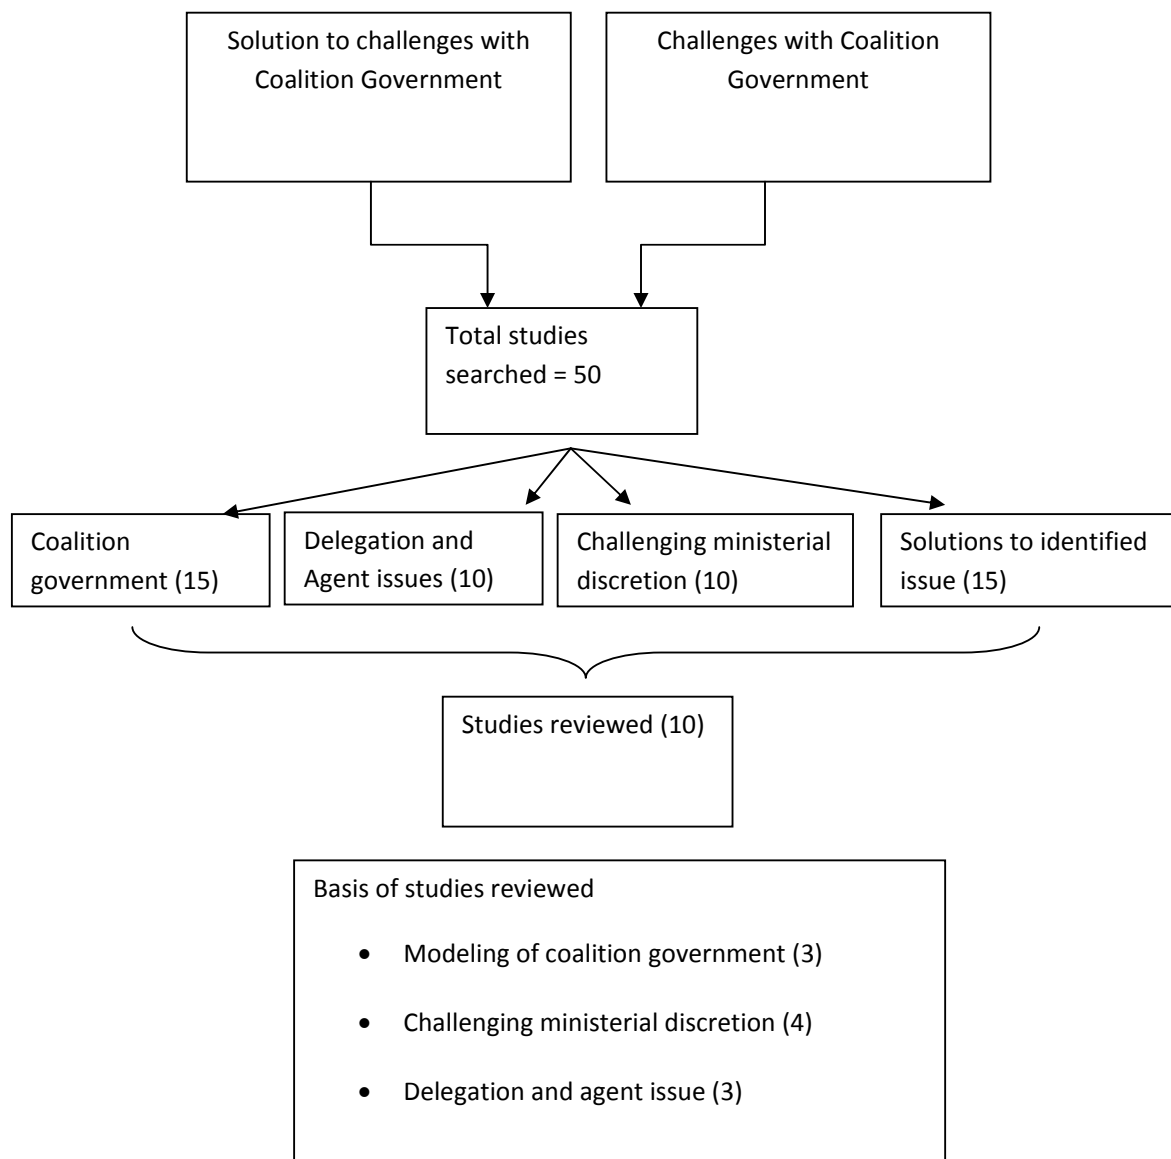 Solution to challenges with
Coalition Government
Challenges with Coalition
Government
Total studies
searched = 50
Coalition
government (15)
Delegation and
Agent issues (10)
Challenging ministerial
discretion (10)
Solutions to identified
issue (15)
Studies reviewed (10)
Basis of studies reviewed
• Modeling of coalition government (3)
• Challenging ministerial discretion (4)
• Delegation and agent issue (3)